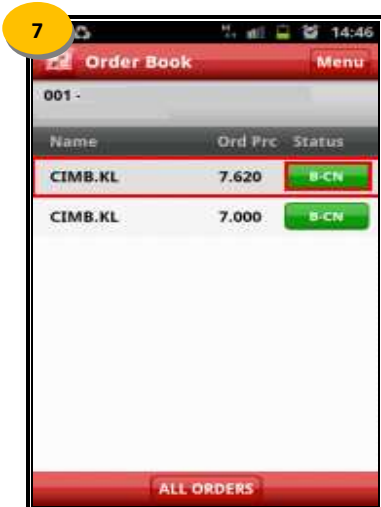 7
14:46
Order Book Menu
001 -
Name Ord Prc Status
CIMB.KL 7.620 B-CN
CIMB.KL 7.000 B-CN
ALL ORDERS